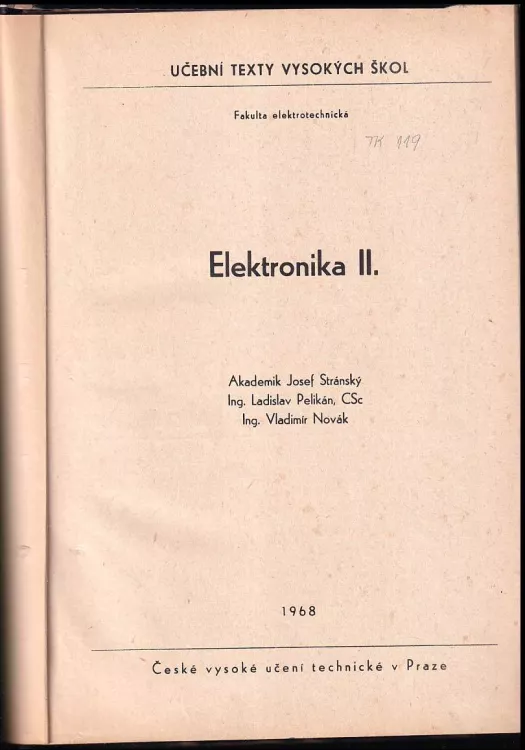 UČEBNÍ TEXTY VYSOKÝCH ŠKOL
Fakulta elektrotechnická
TK 119
Elektronika II.
Akademik Josef Stránský
Ing. Ladislav Pelikán, CSc
Ing. Vladimír Novák
1968
České vysoké učení technické v Praze